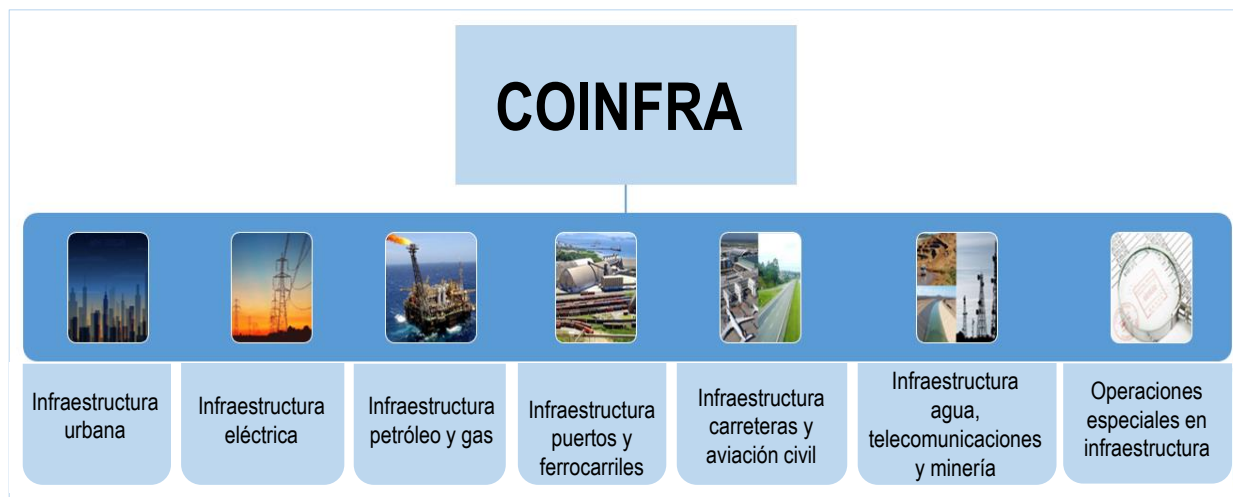 COINFRA
Infraestructura
urbana
Infraestructura
eléctrica
Infraestructura
petróleo y gas
Infraestructura
puertos y
ferrocarriles
Infraestructura
carreteras y
aviación civil
Infraestructura
agua,
telecomunicaciones
y minería
Operaciones
especiales en
infraestructura